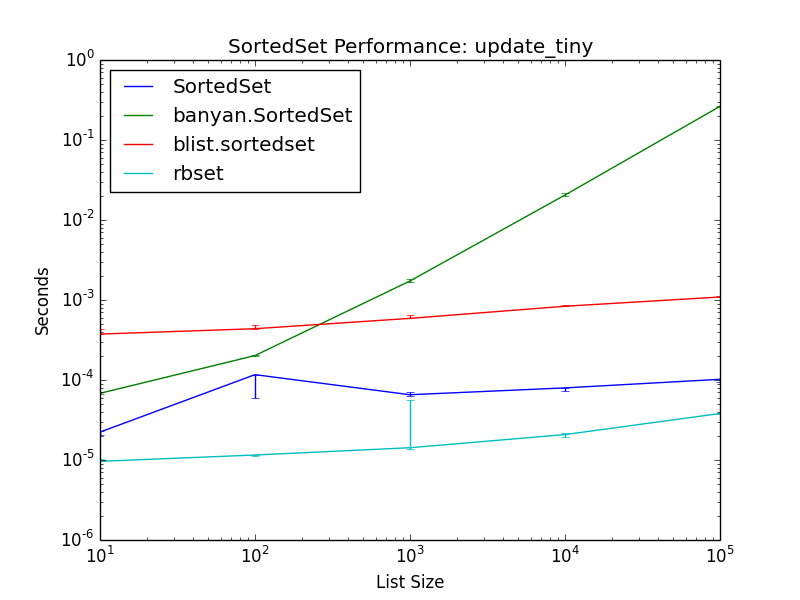 SortedSet Performance: update_tiny
10^0
SortedSet
banyan.SortedSet
blist.sortedset
rbset
10^-1
10^-2
10^-3
10^-4
10^-5
10^-6
Seconds
10^1 10^2 10^3 10^4 10^5
List Size